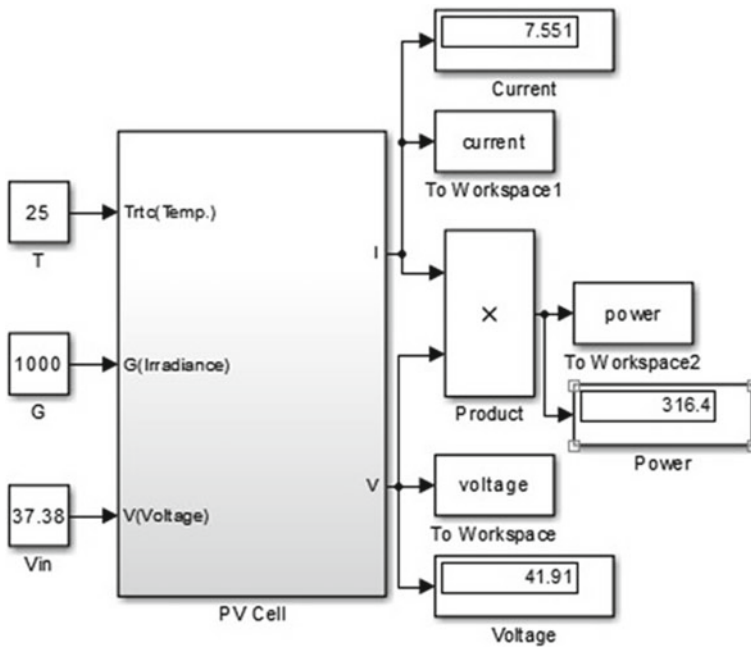 7.551
Current
current
To Workspace1
25
T
Trtc(Temp.)
I
1000
G
G(Irradiance)
×
Product
power
To Workspace2
316.4
Power
37.38
Vin
V(Voltage)
V
voltage
To Workspace
41.91
Voltage
PV Cell